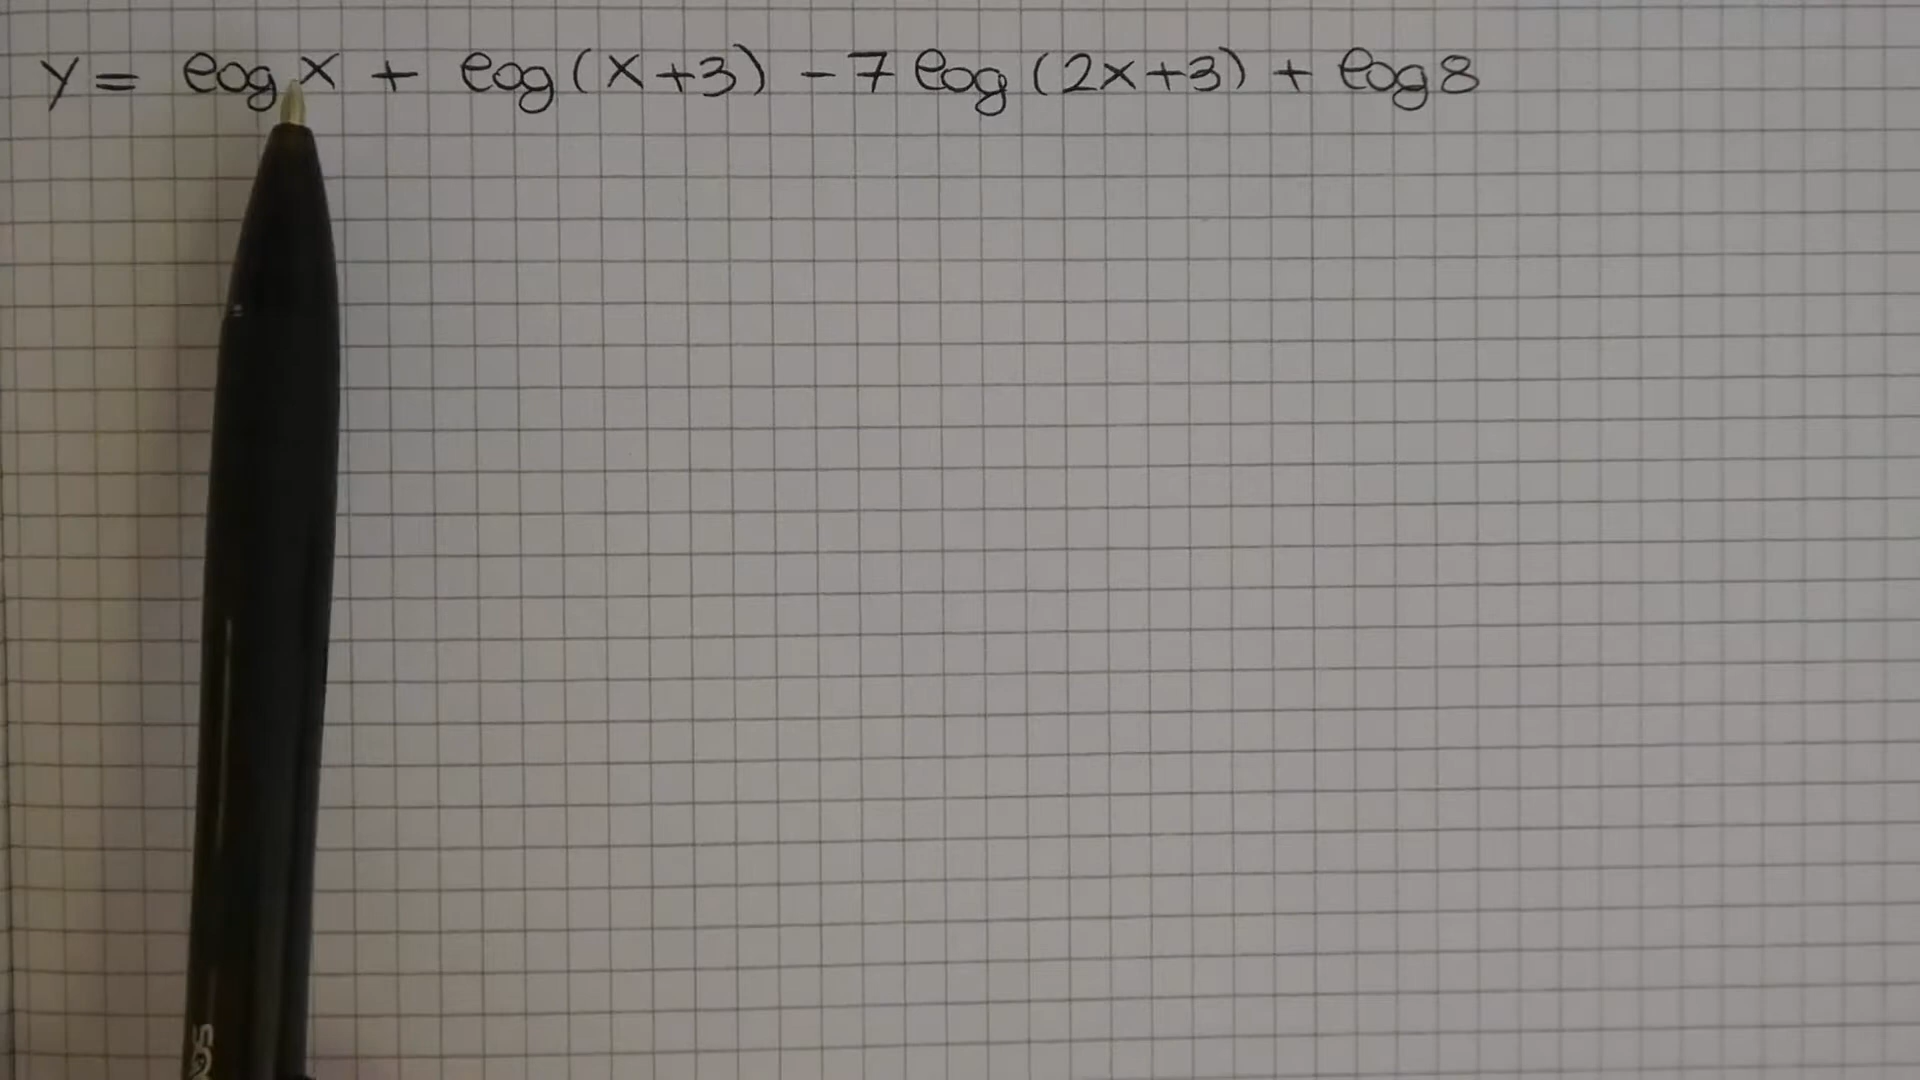 y = log x + log (x+3) - 7 log (2x+3) + log 8